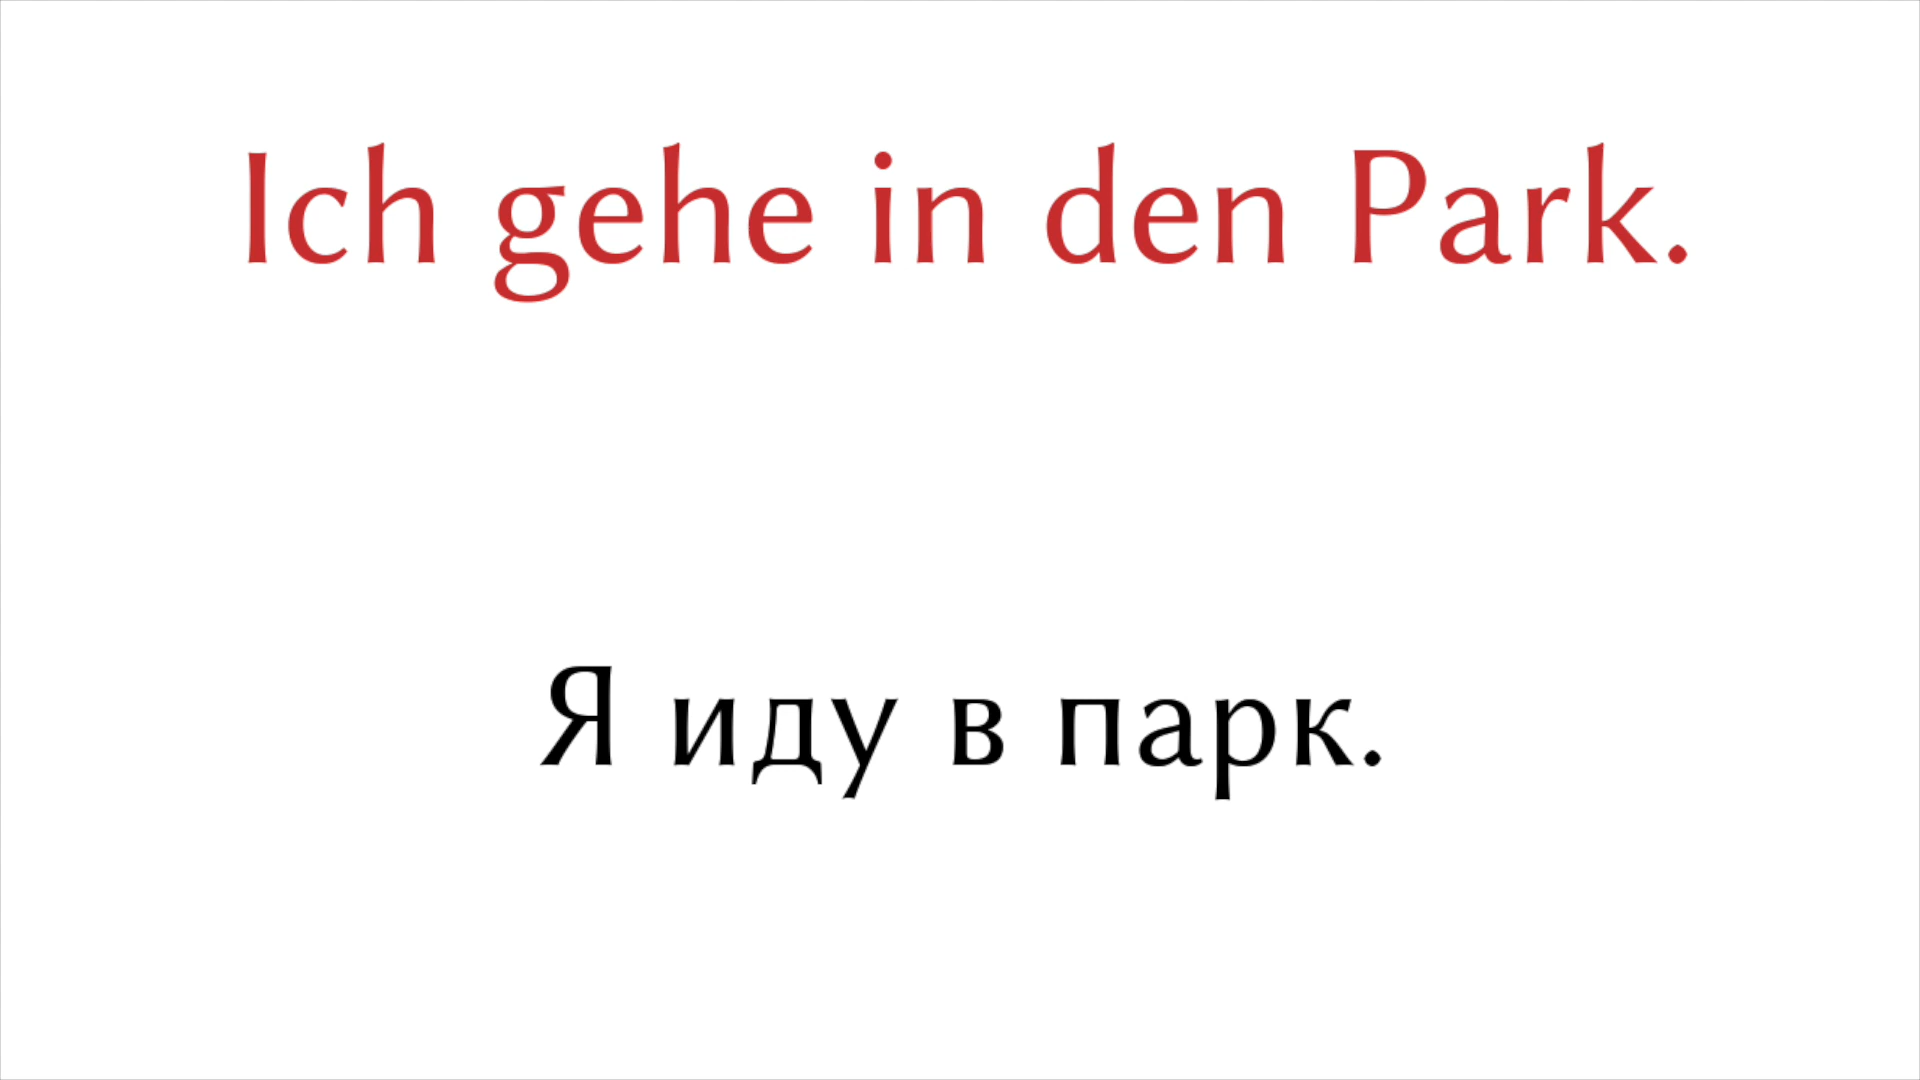 Ich gehe in den Park.
Я иду в парк.